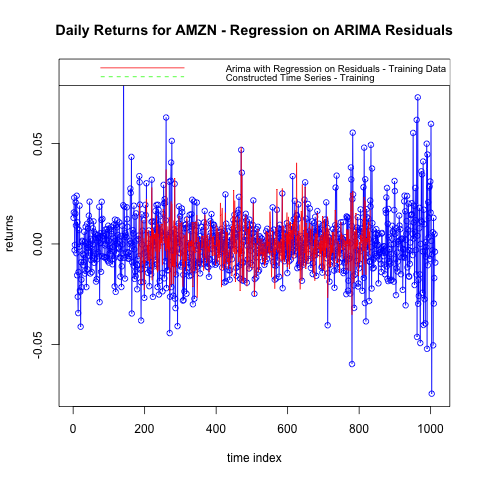 Daily Returns for AMZN - Regression on ARIMA Residuals
Arima with Regression on Residuals - Training Data
Constructed Time Series - Training
returns
0.05
0.00
-0.05
0 200 400 600 800 1000
time index